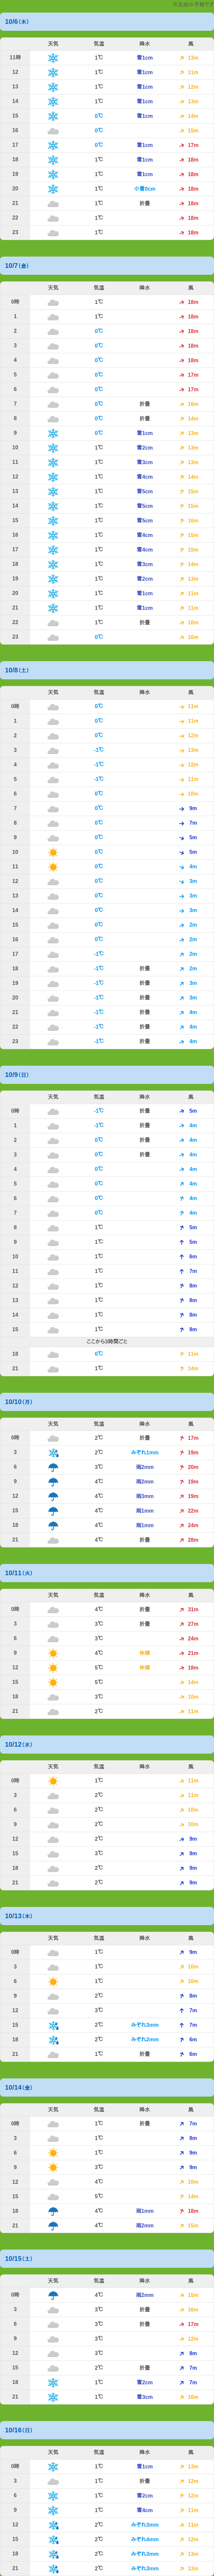 10/6(木)
天気 気温 降水 風
11時 1℃ 雪1cm 13m
12 1℃ 雪1cm 11m
13 1℃ 雪1cm 12m
14 1℃ 雪1cm 13m
15 0℃ 雪1cm 14m
16 0℃ 15m
17 0℃ 雪1cm 17m
18 1℃ 雪1cm 18m
19 1℃ 雪1cm 18m
20 1℃ 小雪0cm 18m
21 1℃ 折曇 18m
22 1℃ 18m
23 1℃ 18m
10/7(金)
天気 気温 降水 風
0時 1℃ 18m
1 1℃ 18m
2 0℃ 18m
3 0℃ 18m
4 0℃ 18m
5 0℃ 17m
6 0℃ 17m
7 0℃ 折曇 16m
8 0℃ 折曇 14m
9 0℃ 雪1cm 13m
10 1℃ 雪2cm 13m
11 1℃ 雪3cm 13m
12 1℃ 雪4cm 14m
13 1℃ 雪5cm 15m
14 1℃ 雪5cm 15m
15 1℃ 雪5cm 16m
16 1℃ 雪4cm 15m
17 1℃ 雪4cm 15m
18 1℃ 雪3cm 14m
19 1℃ 雪2cm 13m
20 1℃ 雪1cm 11m
21 1℃ 雪1cm 11m
22 1℃ 折曇 10m
23 0℃ 10m
10/8(土)
天気 気温 降水 風
0時 0℃ 11m
1 0℃ 11m
2 0℃ 12m
3 -1℃ 13m
4 -1℃ 12m
5 -1℃ 11m
6 0℃ 10m
7 0℃ 9m
8 0℃ 7m
9 0℃ 5m
10 0℃ 5m
11 0℃ 4m
12 0℃ 3m
13 0℃ 3m
14 0℃ 3m
15 0℃ 2m
16 0℃ 2m
17 -1℃ 2m
18 -1℃ 折曇 2m
19 -1℃ 折曇 3m
20 -1℃ 折曇 3m
21 -1℃ 折曇 4m
22 -1℃ 折曇 4m
23 -1℃ 折曇 4m
10/9(日)
天気 気温 降水 風
0時 -1℃ 折曇 5m
1 -1℃ 折曇 4m
2 0℃ 折曇 4m
3 0℃ 折曇 4m
4 0℃ 4m
5 0℃ 4m
6 0℃ 4m
7 0℃ 4m
8 1℃ 5m
9 1℃ 5m
10 1℃ 6m
11 1℃ 7m
12 1℃ 8m
13 1℃ 8m
14 1℃ 8m
15 1℃ 8m
ここから3時間ごと
18 0℃ 11m
21 1℃ 14m
10/10(月)
天気 気温 降水 風
0時 2℃ 折曇 17m
3 2℃ みぞれ1mm 19m
6 3℃ 雨2mm 20m
9 4℃ 雨2mm 19m
12 4℃ 雨3mm 19m
15 4℃ 雨1mm 22m
18 4℃ 雨1mm 24m
21 4℃ 折曇 28m
10/11(火)
天気 気温 降水 風
0時 4℃ 折曇 31m
3 3℃ 折曇 27m
6 3℃ 24m
9 4℃ 快晴 21m
12 5℃ 快晴 18m
15 5℃ 14m
18 3℃ 10m
21 2℃ 11m
10/12(水)
天気 気温 降水 風
0時 1℃ 11m
3 2℃ 11m
6 2℃ 10m
9 2℃ 10m
12 2℃ 9m
15 3℃ 9m
18 2℃ 9m
21 2℃ 9m
10/13(木)
天気 気温 降水 風
0時 1℃ 9m
3 1℃ 10m
6 1℃ 10m
9 2℃ 8m
12 3℃ 7m
15 2℃ みぞれ3mm 7m
18 2℃ みぞれ2mm 6m
21 1℃ 折曇 6m
10/14(金)
天気 気温 降水 風
0時 1℃ 折曇 7m
3 1℃ 8m
6 1℃ 9m
9 3℃ 9m
12 4℃ 10m
15 5℃ 14m
18 4℃ 雨1mm 18m
21 4℃ 雨2mm 15m
10/15(土)
天気 気温 降水 風
0時 4℃ 雨2mm 15m
3 3℃ 折曇 16m
6 3℃ 折曇 17m
9 3℃ 12m
12 3℃ 8m
15 2℃ 折曇 7m
18 1℃ 雪2cm 7m
21 1℃ 雪3cm 10m
10/16(日)
天気 気温 降水 風
0時 1℃ 雪1cm 13m
3 1℃ 折曇 12m
6 1℃ 雪2cm 12m
9 1℃ 雪4cm 11m
12 2℃ みぞれ3mm 11m
15 2℃ みぞれ4mm 12m
18 2℃ みぞれ3mm 13m
21 2℃ みぞれ3mm 13m